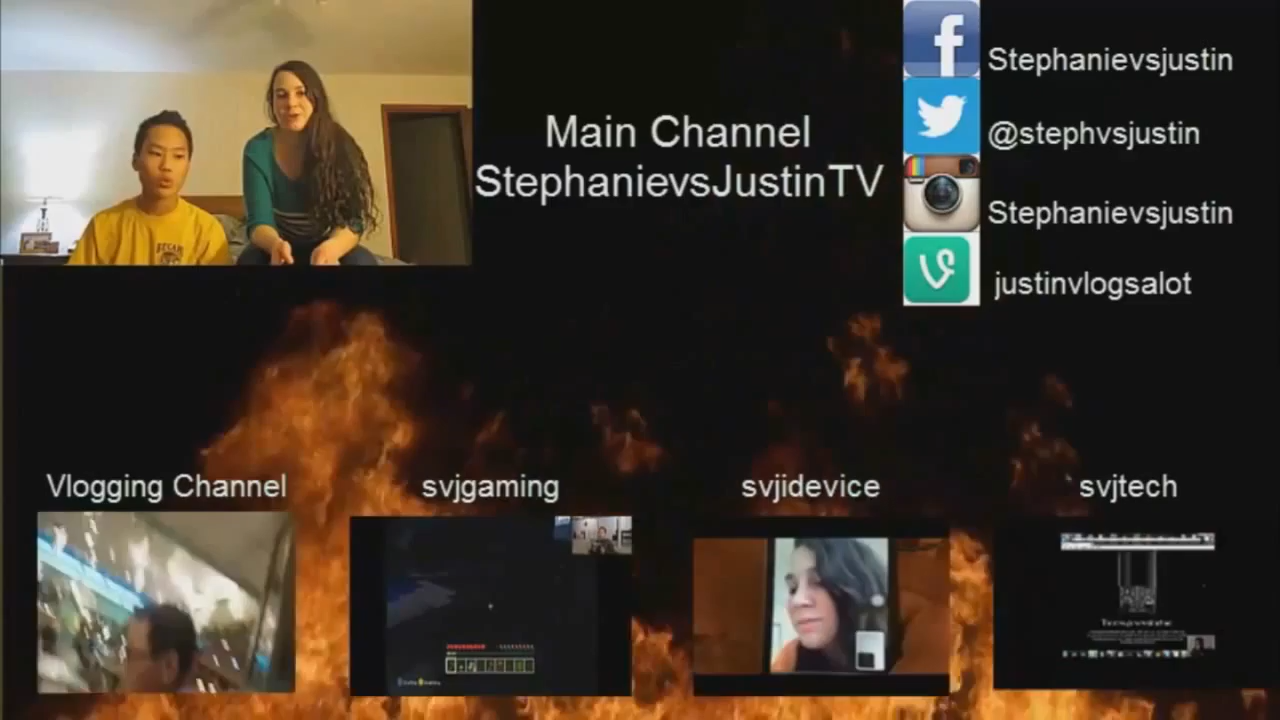 Stephanievsjustin
Main Channel
@stephvsjustin
StephanievsJustinTV
Stephanievsjustin
justinvlogsalot
Vlogging Channel
svjgaming
svjidevice
svjtech